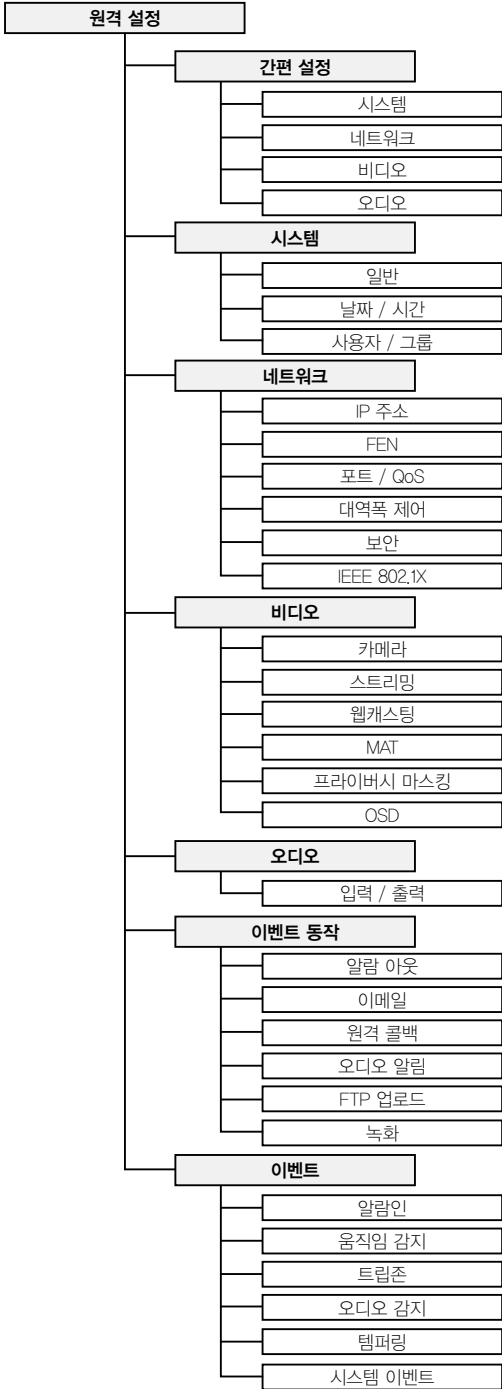 원격 설정
간편 설정
시스템
네트워크
비디오
오디오
시스템
일반
날짜 / 시간
사용자 / 그룹
네트워크
IP 주소
FEN
포트 / QoS
대역폭 제어
보안
IEEE 802.1X
비디오
카메라
스트리밍
웹캐스팅
MAT
프라이버시 마스킹
OSD
오디오
입력 / 출력
이벤트 동작
알람 아웃
이메일
원격 콜백
오디오 알림
FTP 업로드
녹화
이벤트
알람인
움직임 감지
트립존
오디오 감지
템퍼링
시스템 이벤트